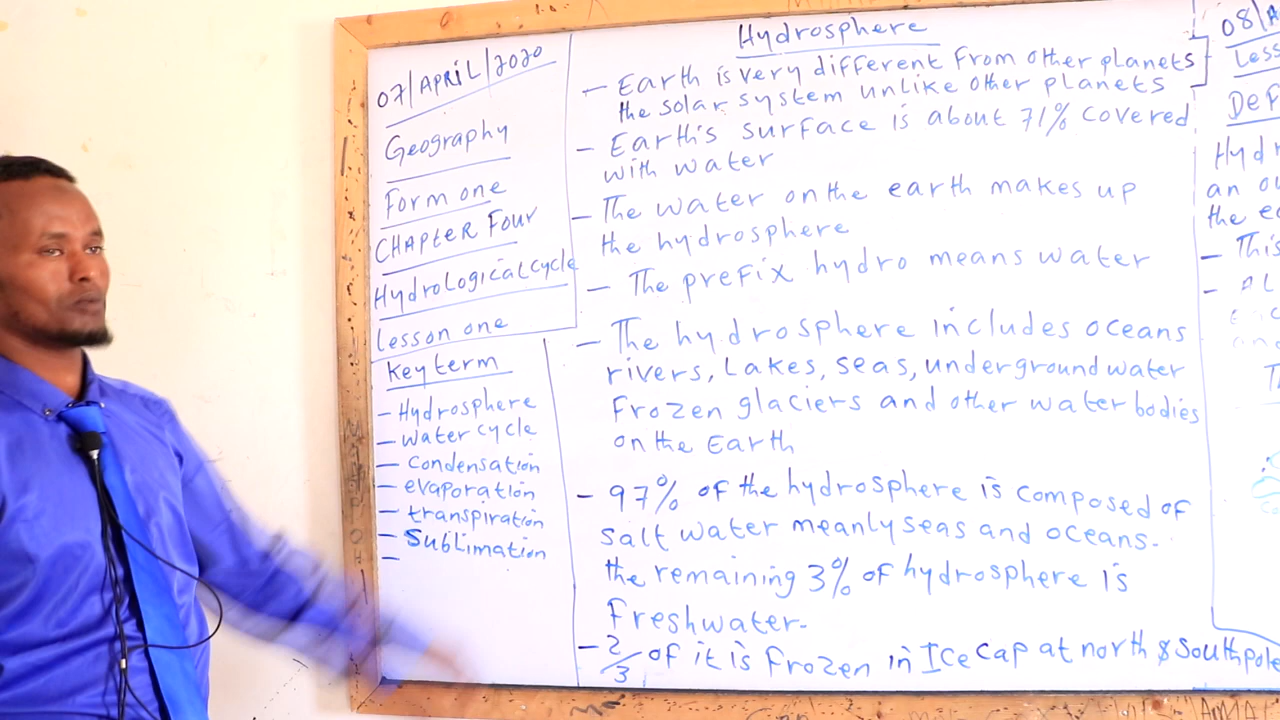 07/APRIL/2020
Geography
Form one
CHAPTER FOUR
Hydrological cycle
Lesson one
Key term
- Hydrosphere
- Water cycle
- Condensation
- evaporation
- transpiration
- Sublimation
-
Hydrosphere
- Earth is very different from other planets
the solar system unlike other planets
- Earth's surface is about 71% covered
with water
- The water on the earth makes up
the hydrosphere
- The prefix hydro means water
- The hydrosphere includes oceans
rivers, Lakes, seas, underground water
Frozen glaciers and other water bodies
on the Earth
- 97% of the hydrosphere is composed of
salt water meanly seas and oceans.
the remaining 3% of hydrosphere is
Freshwater.
- 2/3 of it is frozen in Ice cap at north & South pole
08/A
Less
Def
Hydr
an ou
the ea
- This
- AL